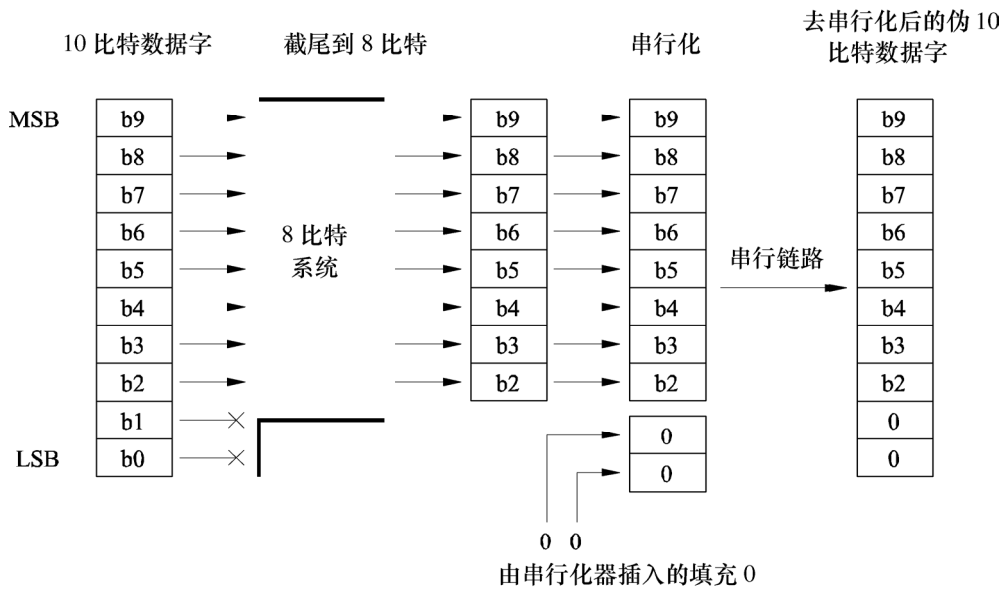 10 比特数据字
截尾到 8 比特
串行化
去串行化后的伪 10
比特数据字
MSB
LSB
b9
b8
b7
b6
b5
b4
b3
b2
b1
b0
8 比特
系统
b9
b8
b7
b6
b5
b4
b3
b2
b9
b8
b7
b6
b5
b4
b3
b2
0
0
0 0
由串行化器插入的填充 0
串行链路
b9
b8
b7
b6
b5
b4
b3
b2
0
0